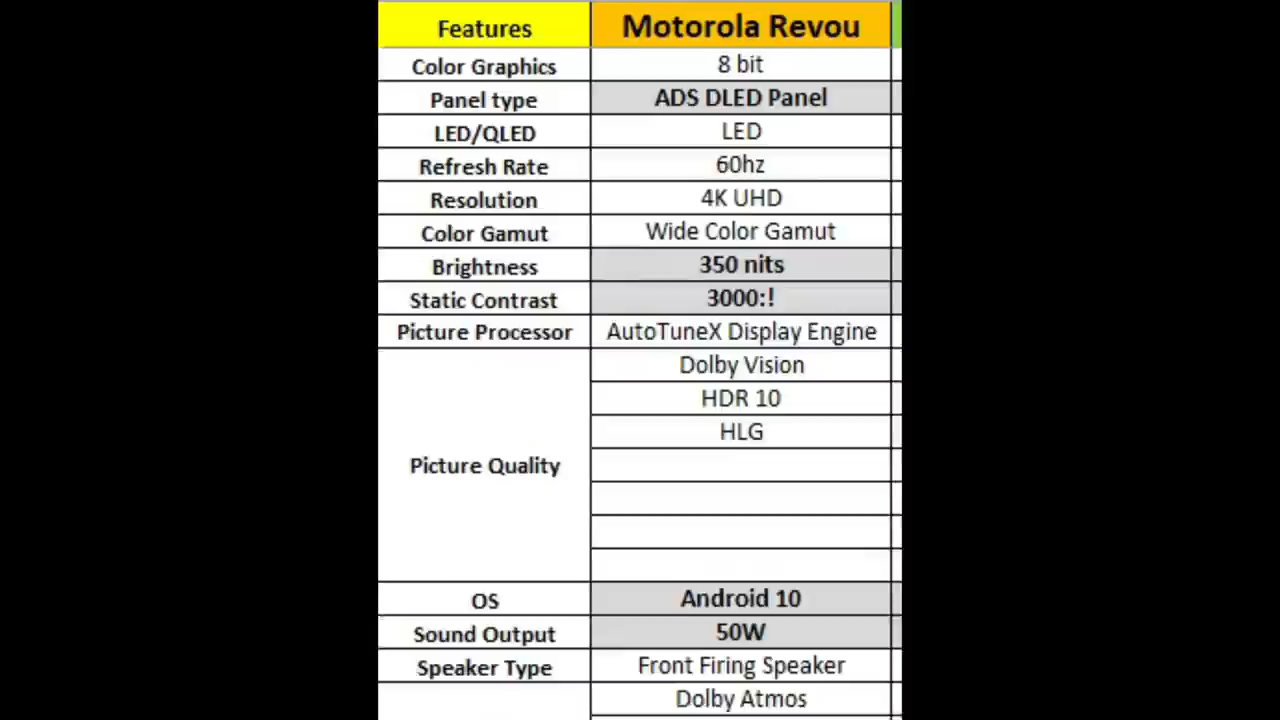 Features Motorola Revou
Color Graphics 8 bit
Panel type ADS DLED Panel
LED/QLED LED
Refresh Rate 60hz
Resolution 4K UHD
Color Gamut Wide Color Gamut
Brightness 350 nits
Static Contrast 3000:!
Picture Processor AutoTuneX Display Engine
Picture Quality Dolby Vision
HDR 10
HLG
OS Android 10
Sound Output 50W
Speaker Type Front Firing Speaker
Dolby Atmos